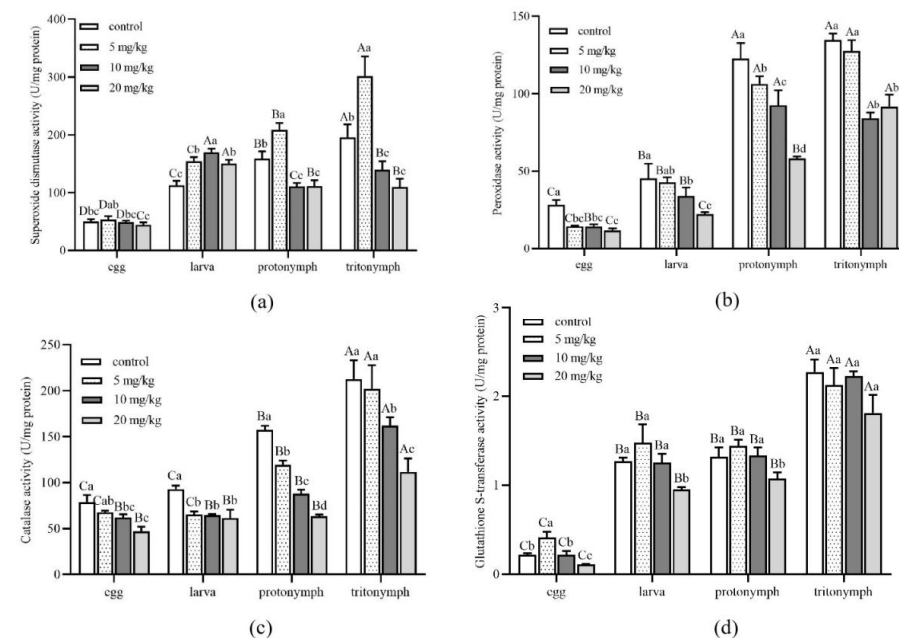 400
300
200
100
0
Suporoxide dismutase activity (U/mg protein)
control
5 mg/kg
10 mg/kg
20 mg/kg
Dbc Dab Dbc Cc
Cc Cb Aa Ab
Bb Ba Cc Bc
Ab Aa Bc Bc
egg larva protonymph tritonymph
(a)
150
100
50
0
Peroxidase activity (U/mg protein)
control
5 mg/kg
10 mg/kg
20 mg/kg
Ca Cbc Bbc Cc
Ba Bab Bb Cc
Aa Ab Ac Bd
Aa Aa Ab Ab
egg larva protonymph tritonymph
(b)
250
200
150
100
50
0
Catalase activity (U/mg protein)
control
5 mg/kg
10 mg/kg
20 mg/kg
Ca Cab Bbc Bc
Ca Cb Bb Bb
Ba Bb Bc Bd
Aa Aa Ab Ac
egg larva protonymph tritonymph
(c)
3
2
1
0
Glutathione S-transferase activity (U/mg protein)
control
5 mg/kg
10 mg/kg
20 mg/kg
Cb Ca Cb Cc
Ba Ba Ba Bb
Ba Ba Ba Bb
Aa Aa Aa Aa
egg larva protonymph tritonymph
(d)